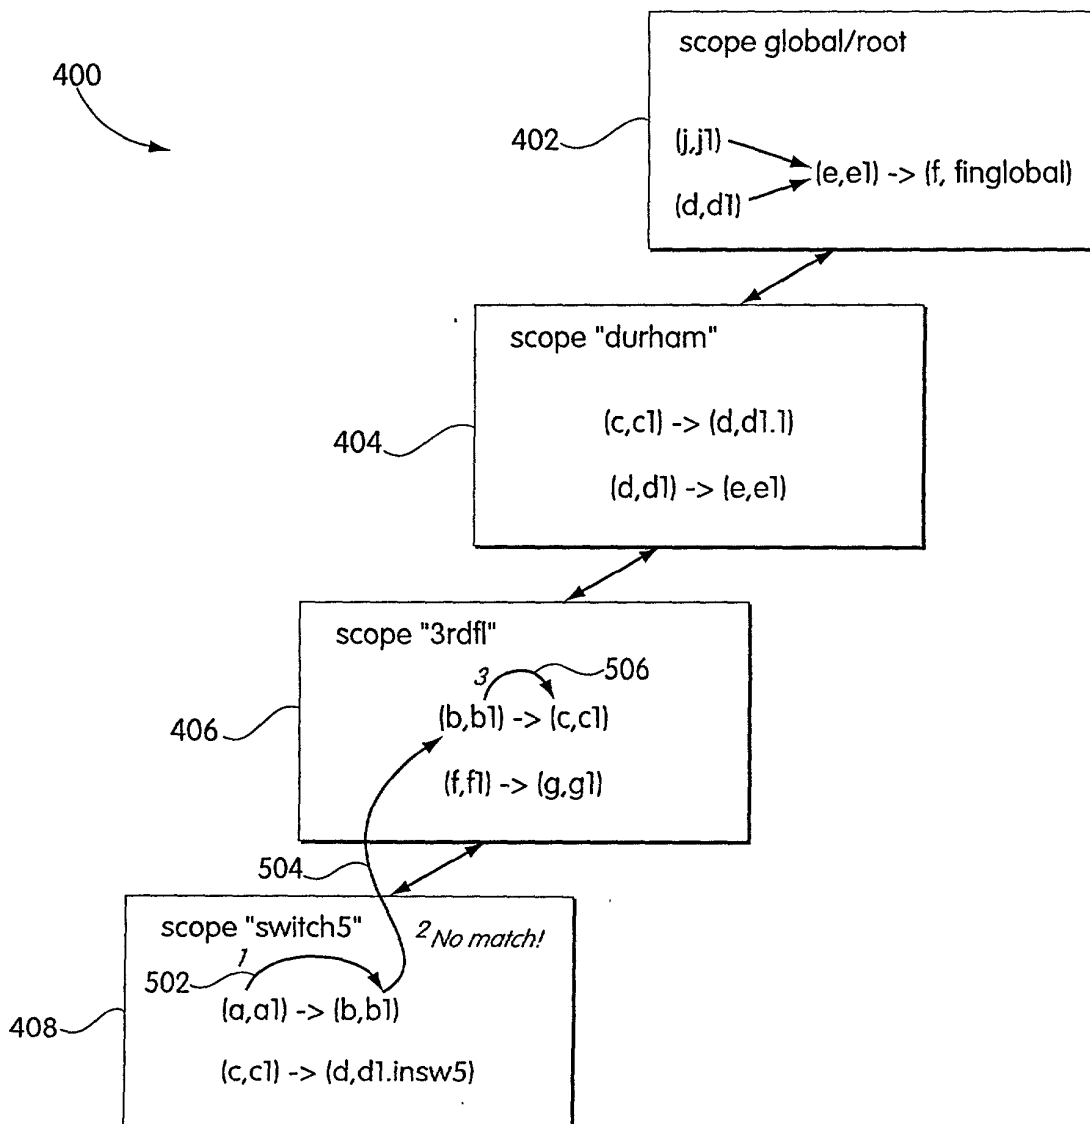 scope global/root
400
402
(j,j1)
(e,e1) -> (f, finglobal)
(d,d1)
scope "durham"
(c,c1) -> (d,d1.1)
404
(d,d1) -> (e,e1)
scope "3rdfl"
3
506
406
(b,b1) -> (c,c1)
(f,f1) -> (g,g1)
504
scope "switch5"
2 No match!
1
502
(a,a1) -> (b,b1)
408
(c,c1) -> (d,d1.insw5)